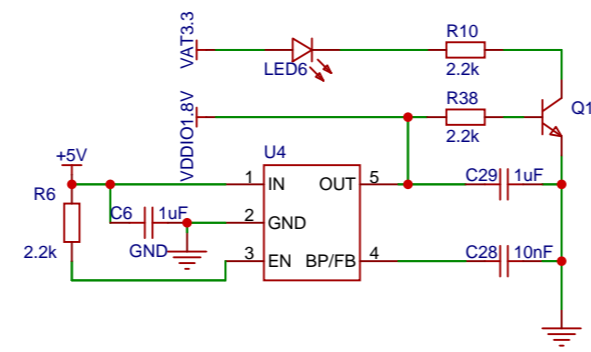 VAT3.3
LED6
R10
2.2k
VDDIO1.8V
R38
2.2k
Q1
+5V
U4
R6
2.2k
C6 1uF
GND
1 IN
2 GND
3 EN
OUT 5
BP/FB 4
C29 1uF
C28 10nF